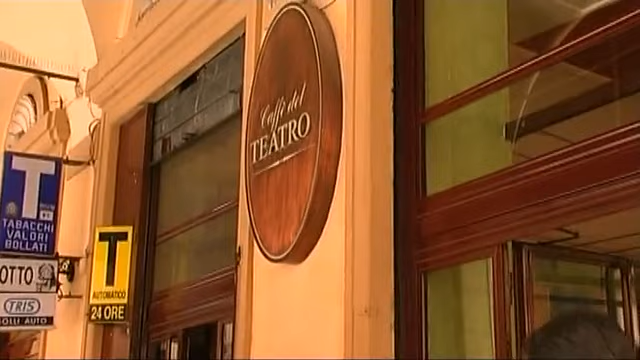 Caffè del
TEATRO
T
TABACCHI
VALORI
BOLLATI
T
AUTOMATICO
24 ORE
OTTO
TRIS
BOLLI AUTO